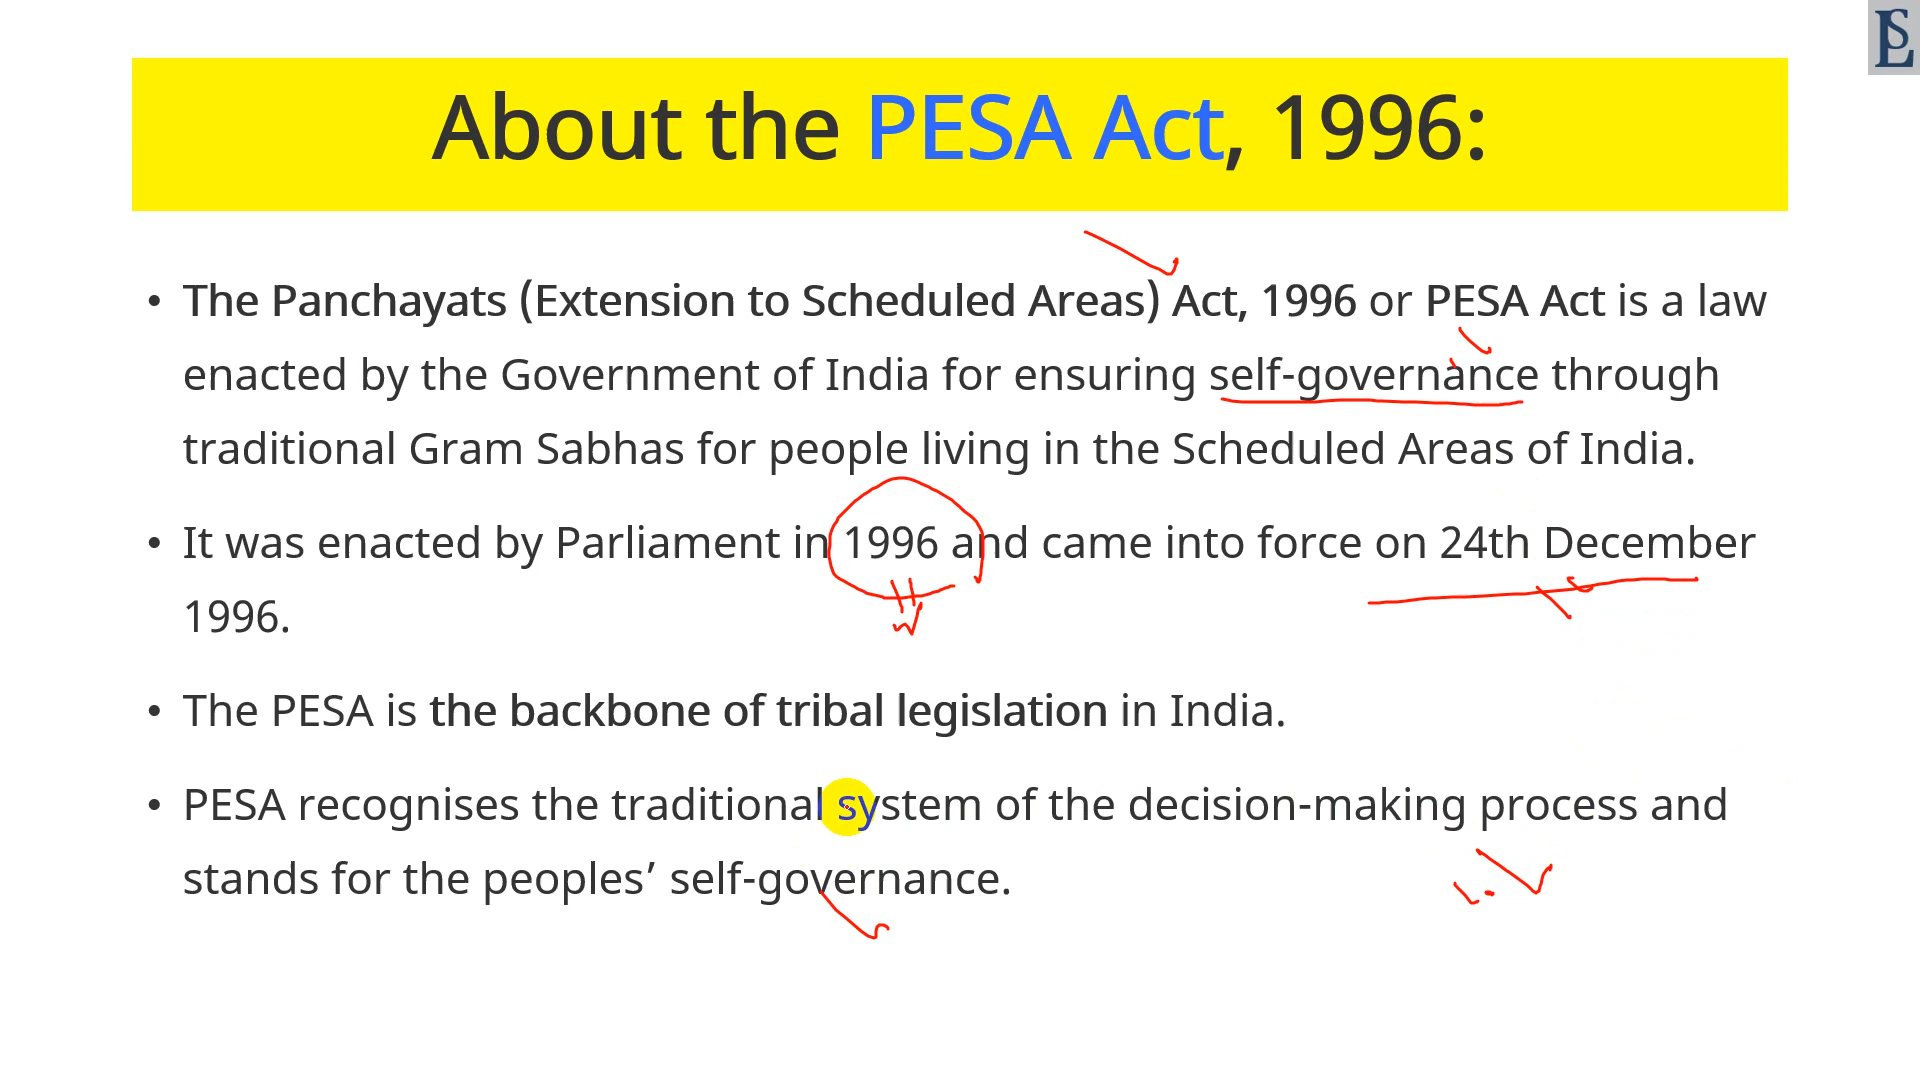 About the PESA Act, 1996:
• The Panchayats (Extension to Scheduled Areas) Act, 1996 or PESA Act is a law
enacted by the Government of India for ensuring self-governance through
traditional Gram Sabhas for people living in the Scheduled Areas of India.
• It was enacted by Parliament in 1996 and came into force on 24th December
1996.
• The PESA is the backbone of tribal legislation in India.
• PESA recognises the traditional system of the decision-making process and
stands for the peoples’ self-governance.